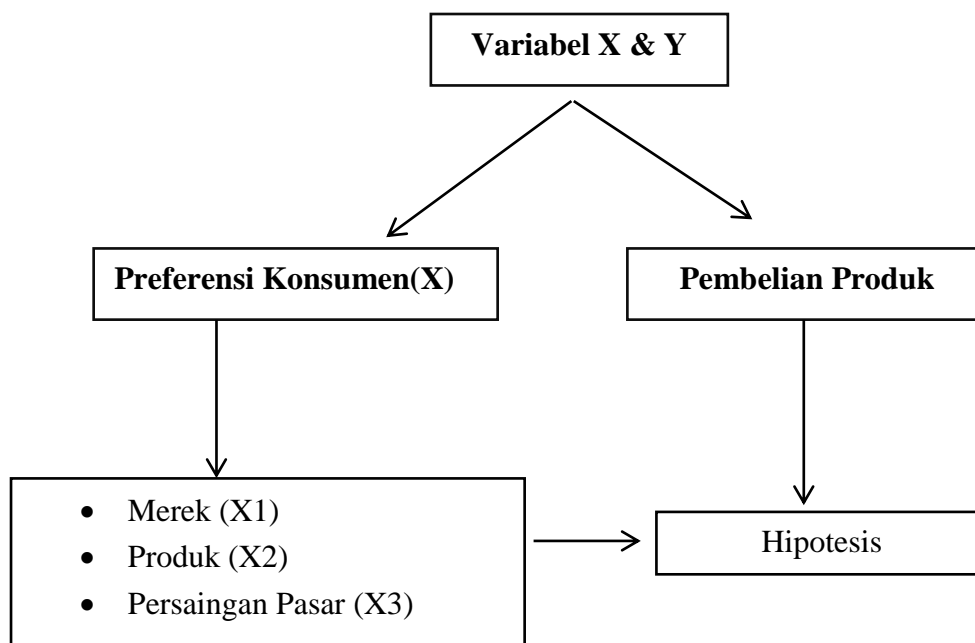 Variabel X & Y
Preferensi Konsumen(X)
Pembelian Produk
• Merek (X1)
• Produk (X2)
• Persaingan Pasar (X3)
Hipotesis